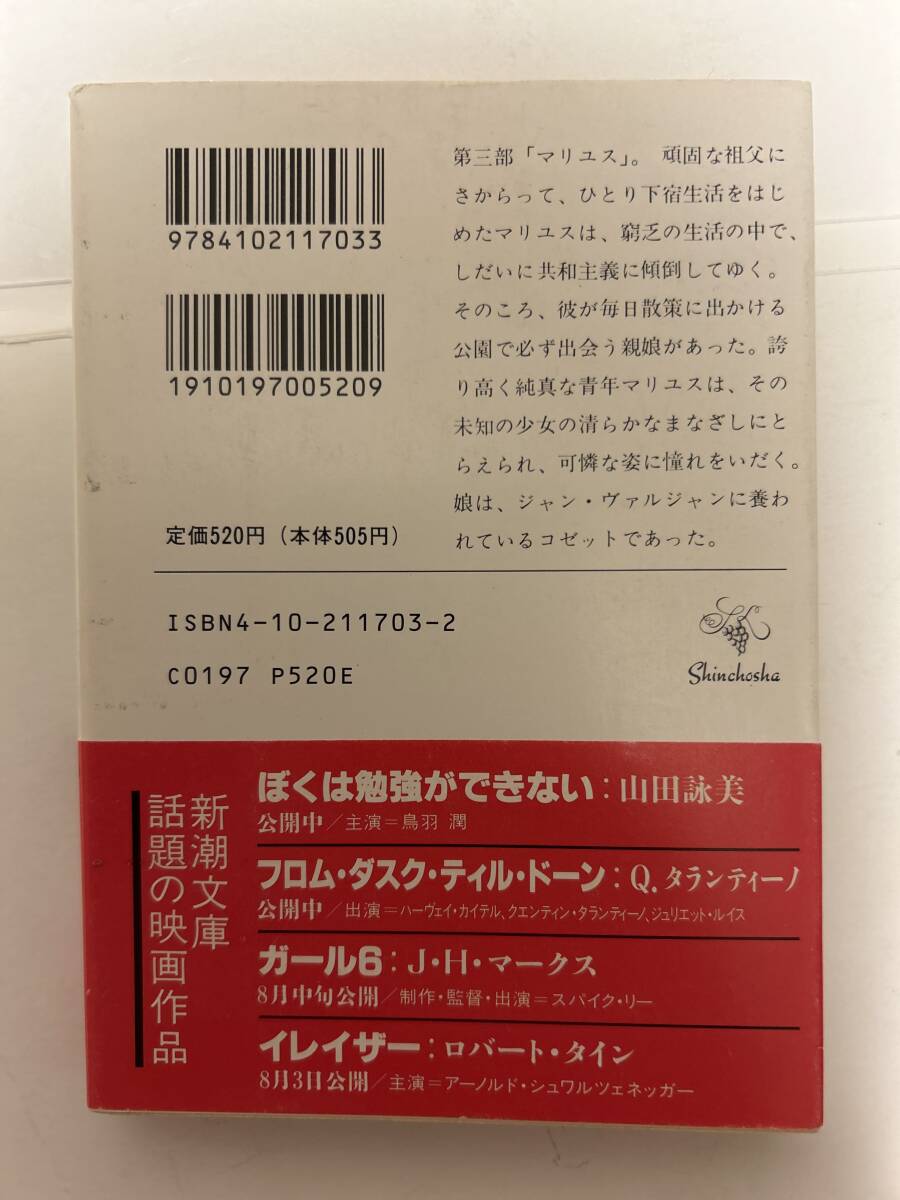 9784102117033
1910197005209
定価520円（本体505円）
第三部「マリユス」。 頑固な祖父に
さからって、ひとり下宿生活をはじ
めたマリユスは、窮乏の生活の中で、
しだいに共和主義に傾倒してゆく。
そのころ、彼が毎日散策に出かける
公園で必ず出会う親娘があった。誇
り高く純真な青年マリユスは、その
未知の少女の清らかなまなざしにと
らえられ、可憐な姿に憧れをいだく。
娘は、ジャン・ヴァルジャンに養わ
れているコゼットであった。
ISBN4-10-211703-2
C0197 P520E
Shinchosha
新潮文庫
話題の映画作品
ぼくは勉強ができない：山田詠美
公開中／主演＝鳥羽 潤
フロム・ダスク・ティル・ドーン：Q.タランティーノ
公開中／出演＝ハーヴェイ・カイテル、クエンティン・タランティーノ、ジュリエット・ルイス
ガール6：J・H・マークス
8月中旬公開／制作・監督・出演＝スパイク・リー
イレイザー：ロバート・タイン
8月3日公開／主演＝アーノルド・シュワルツェネッガー